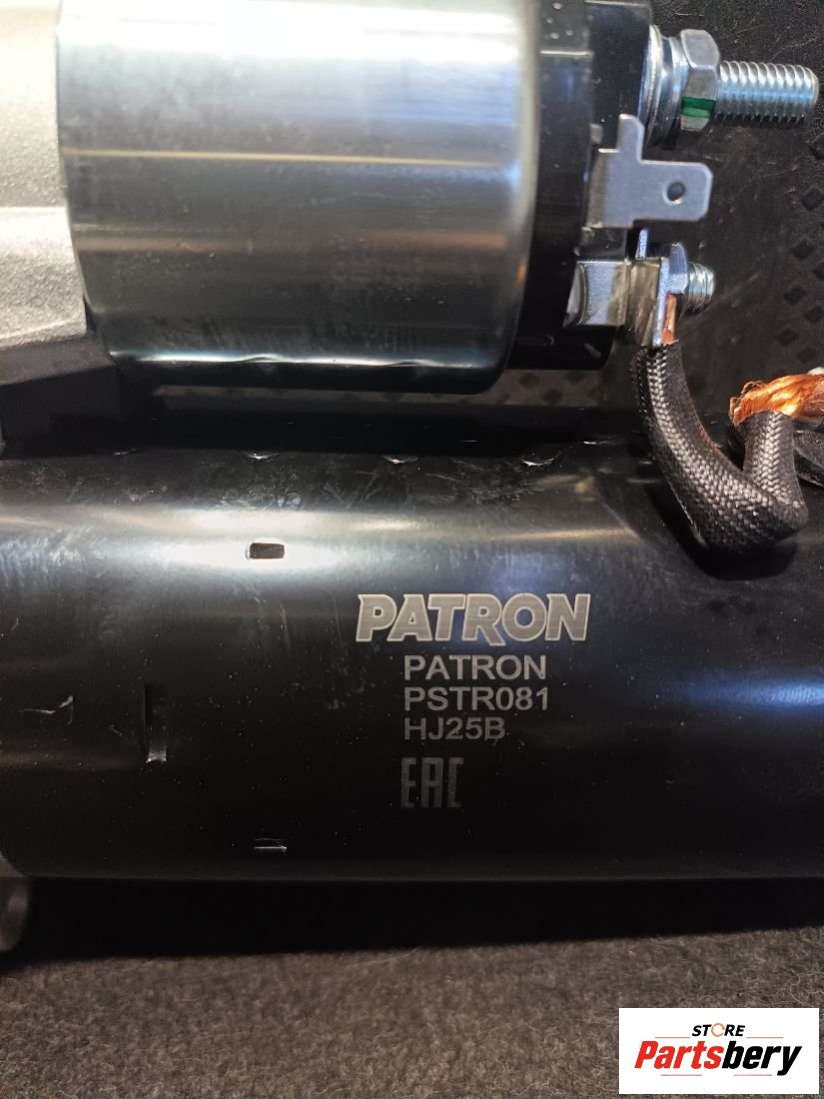 PATRON
PATRON
PSTR081
HJ25B
EAC
STORE
Partsbery